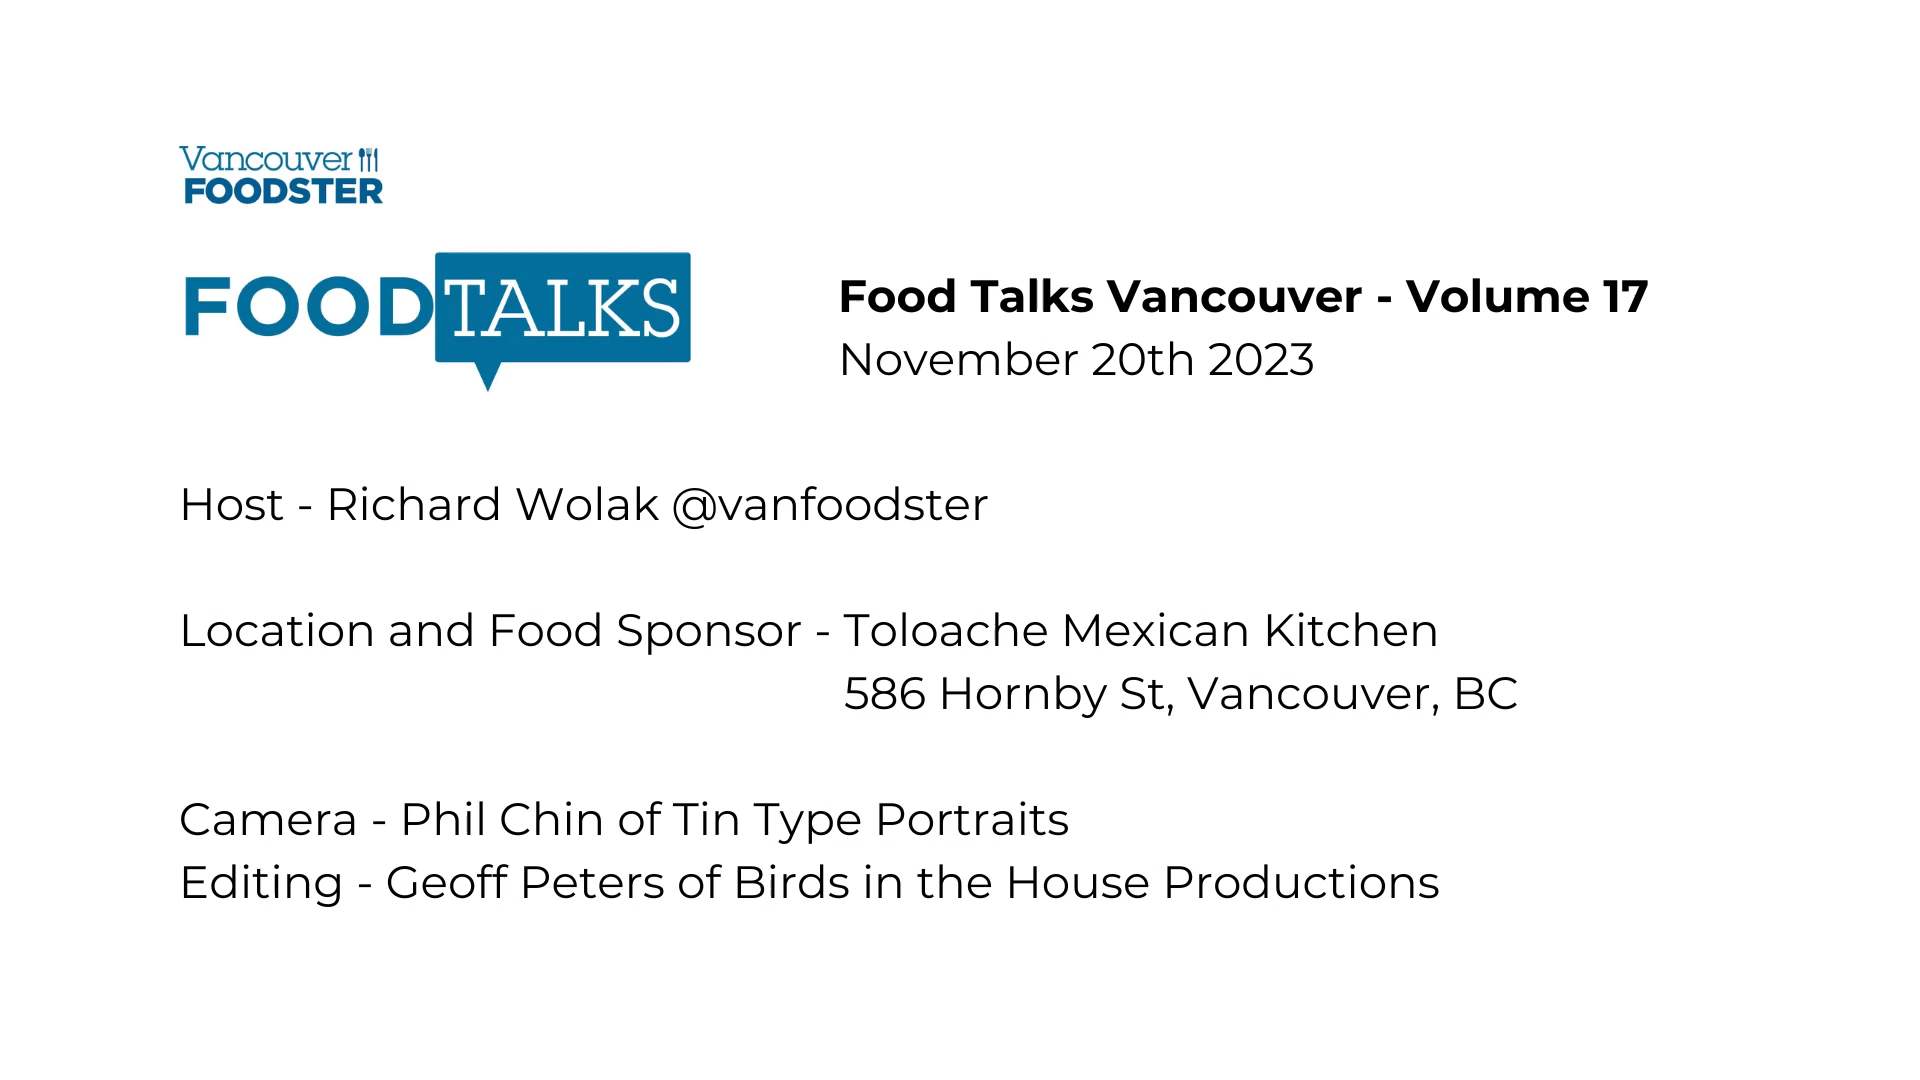 Vancouver
FOODSTER
FOODTALKS
Food Talks Vancouver - Volume 17
November 20th 2023
Host - Richard Wolak @vanfoodster
Location and Food Sponsor - Toloache Mexican Kitchen
586 Hornby St, Vancouver, BC
Camera - Phil Chin of Tin Type Portraits
Editing - Geoff Peters of Birds in the House Productions